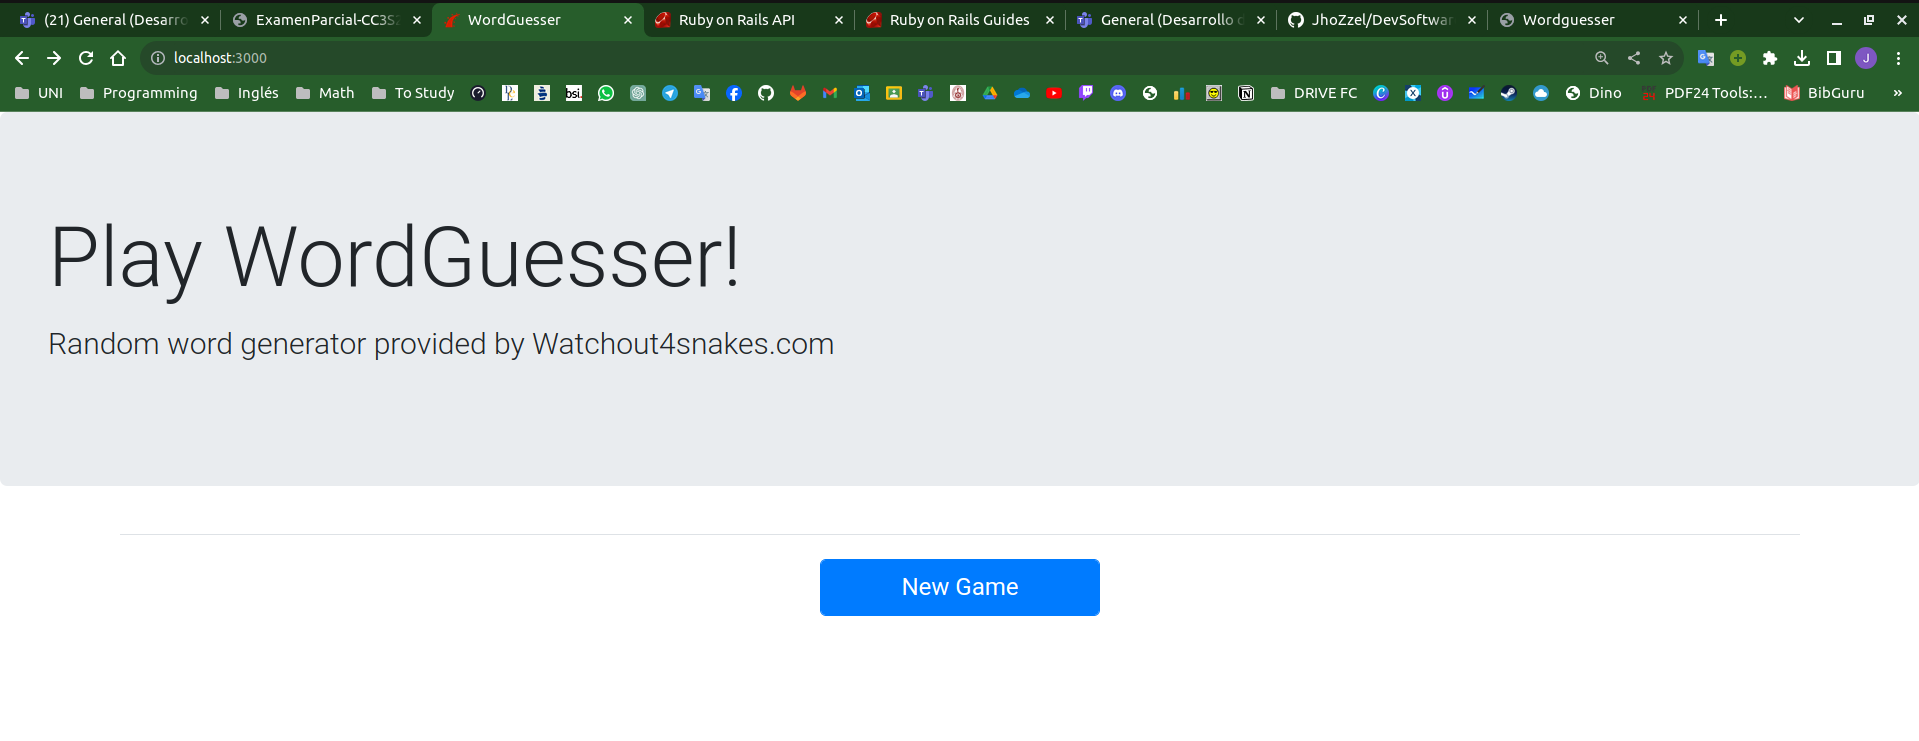 (21) General (Desarro
ExamenParcial-CC3S2
WordGuesser
Ruby on Rails API
Ruby on Rails Guides
General (Desarrollo d
JhoZzel/DevSoftwar
Wordguesser
localhost:3000
J
UNI
Programming
Inglés
Math
To Study
bsi.
DRIVE FC
Dino
PDF24 Tools:...
BibGuru
»
Play WordGuesser!
Random word generator provided by Watchout4snakes.com
New Game